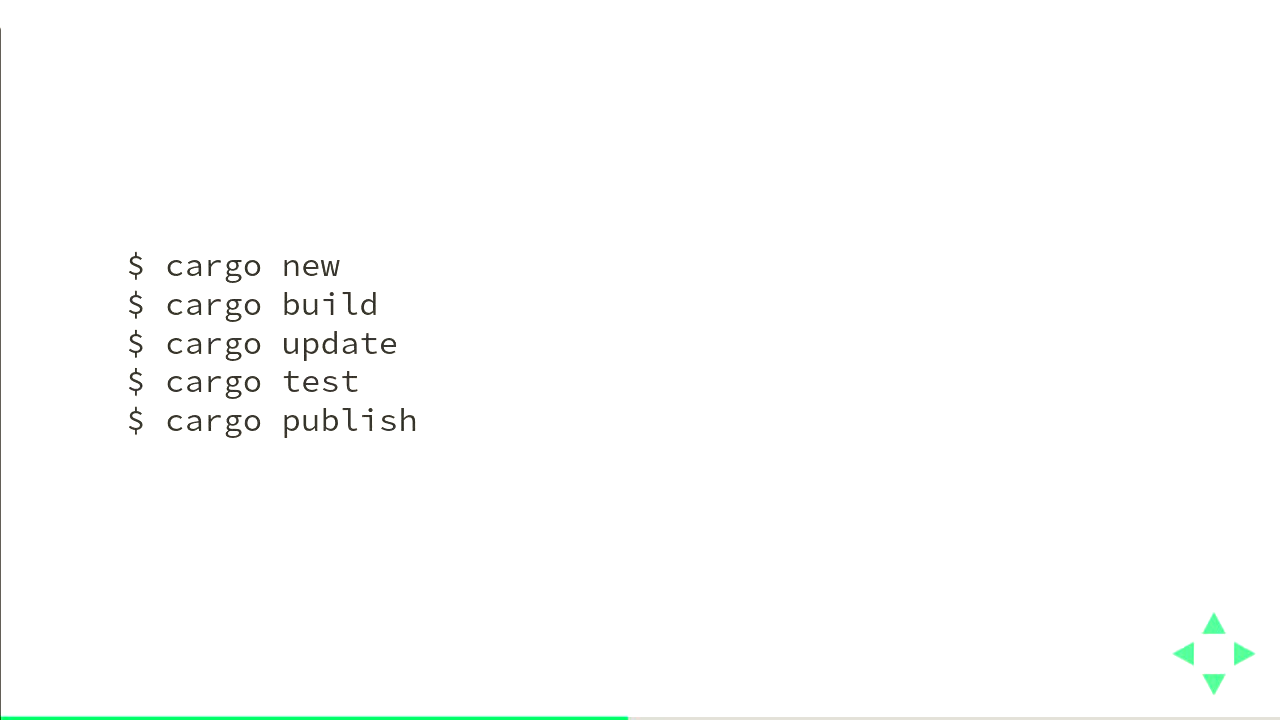 $ cargo new
$ cargo build
$ cargo update
$ cargo test
$ cargo publish